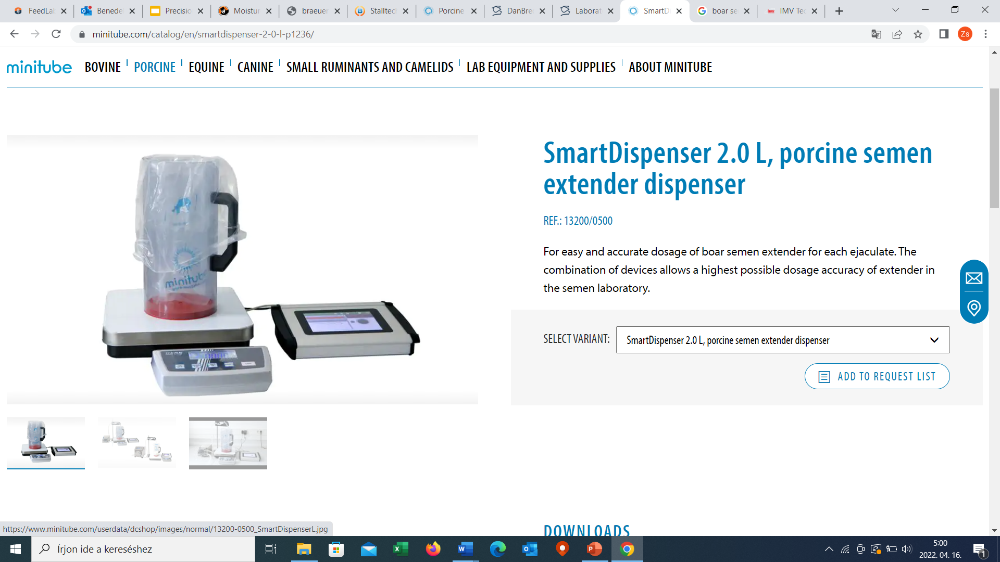 FeedLab
Benede
Precisio
Moistur
braeuer
Stalltech
Porcine
DanBree
Laborat
SmartD
boar se
IMV Tec
minitube.com/catalog/en/smartdispenser-2-0-l-p1236/
Zs
minitube
BOVINE
PORCINE
EQUINE
CANINE
SMALL RUMINANTS AND CAMELIDS
LAB EQUIPMENT AND SUPPLIES
ABOUT MINITUBE
SmartDispenser 2.0 L, porcine semen
extender dispenser
REF.: 13200/0500
For easy and accurate dosage of boar semen extender for each ejaculate. The
combination of devices allows a highest possible dosage accuracy of extender in
the semen laboratory.
minitube
KERN
SELECT VARIANT:
SmartDispenser 2.0 L, porcine semen extender dispenser
ADD TO REQUEST LIST
DOWNLOADS
https://www.minitube.com/userdata/dcshop/images/normal/13200-0500_SmartDispenserL.jpg
Írjon ide a kereséshez
5:00
2022. 04. 16.
1